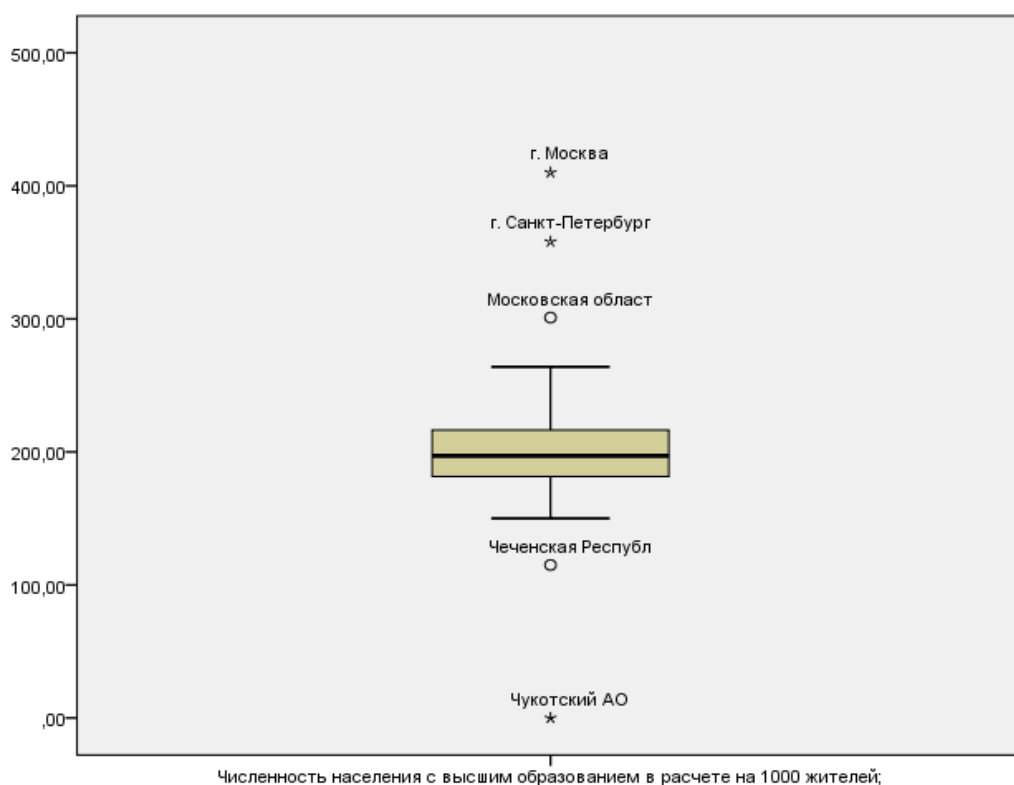 500,00
г. Москва
400,00
г. Санкт-Петербург
Московская област
300,00
200,00
Чеченская Республ
100,00
Чукотский АО
,00
Численность населения с высшим образованием в расчете на 1000 жителей;